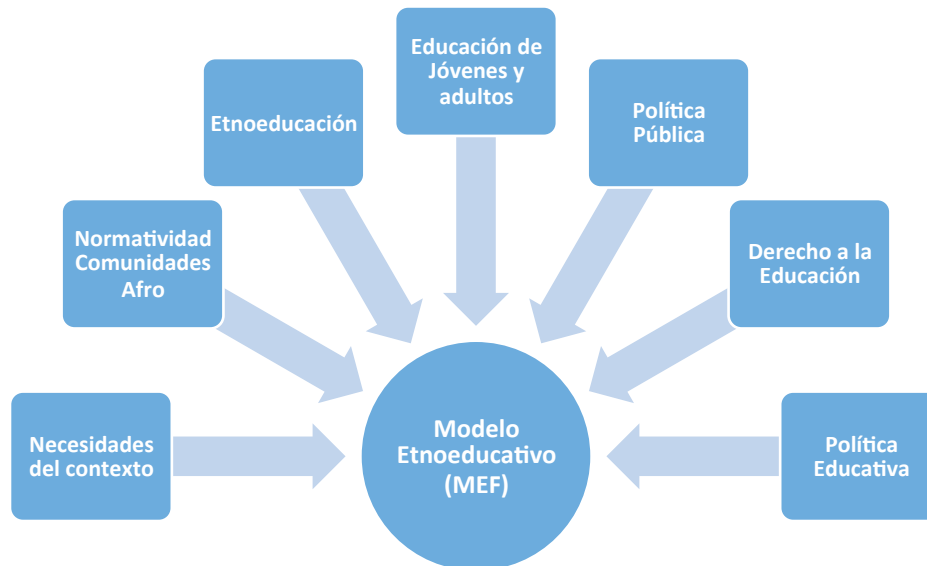 Educación de
Jóvenes y
adultos
Etnoeducación
Política
Pública
Normatividad
Comunidades
Afro
Derecho a la
Educación
Necesidades
del contexto
Modelo
Etnoeducativo
(MEF)
Política
Educativa